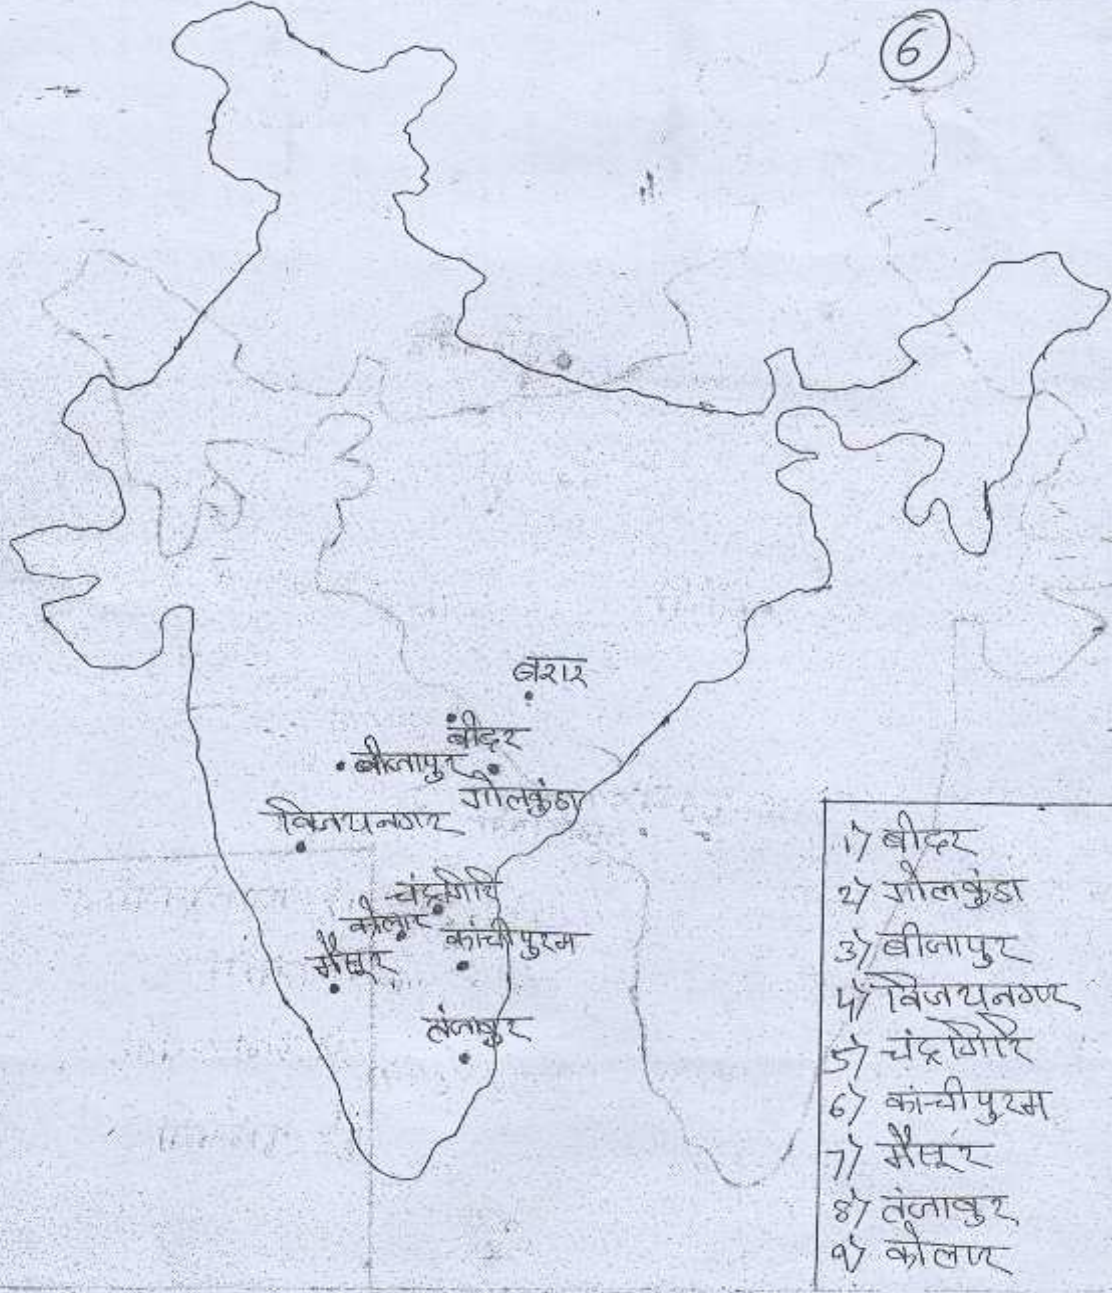 6
बरार
बीदर
बीजापुर
गोलकुंडा
विजयनगर
चंद्रगिरि
कोलार
कांचीपुरम
मैसूर
तंजावुर
1) बीदर
2) गोलकुंडा
3) बीजापुर
4) विजयनगर
5) चंद्रगिरि
6) कांचीपुरम
7) मैसूर
8) तंजावुर
9) कोलार